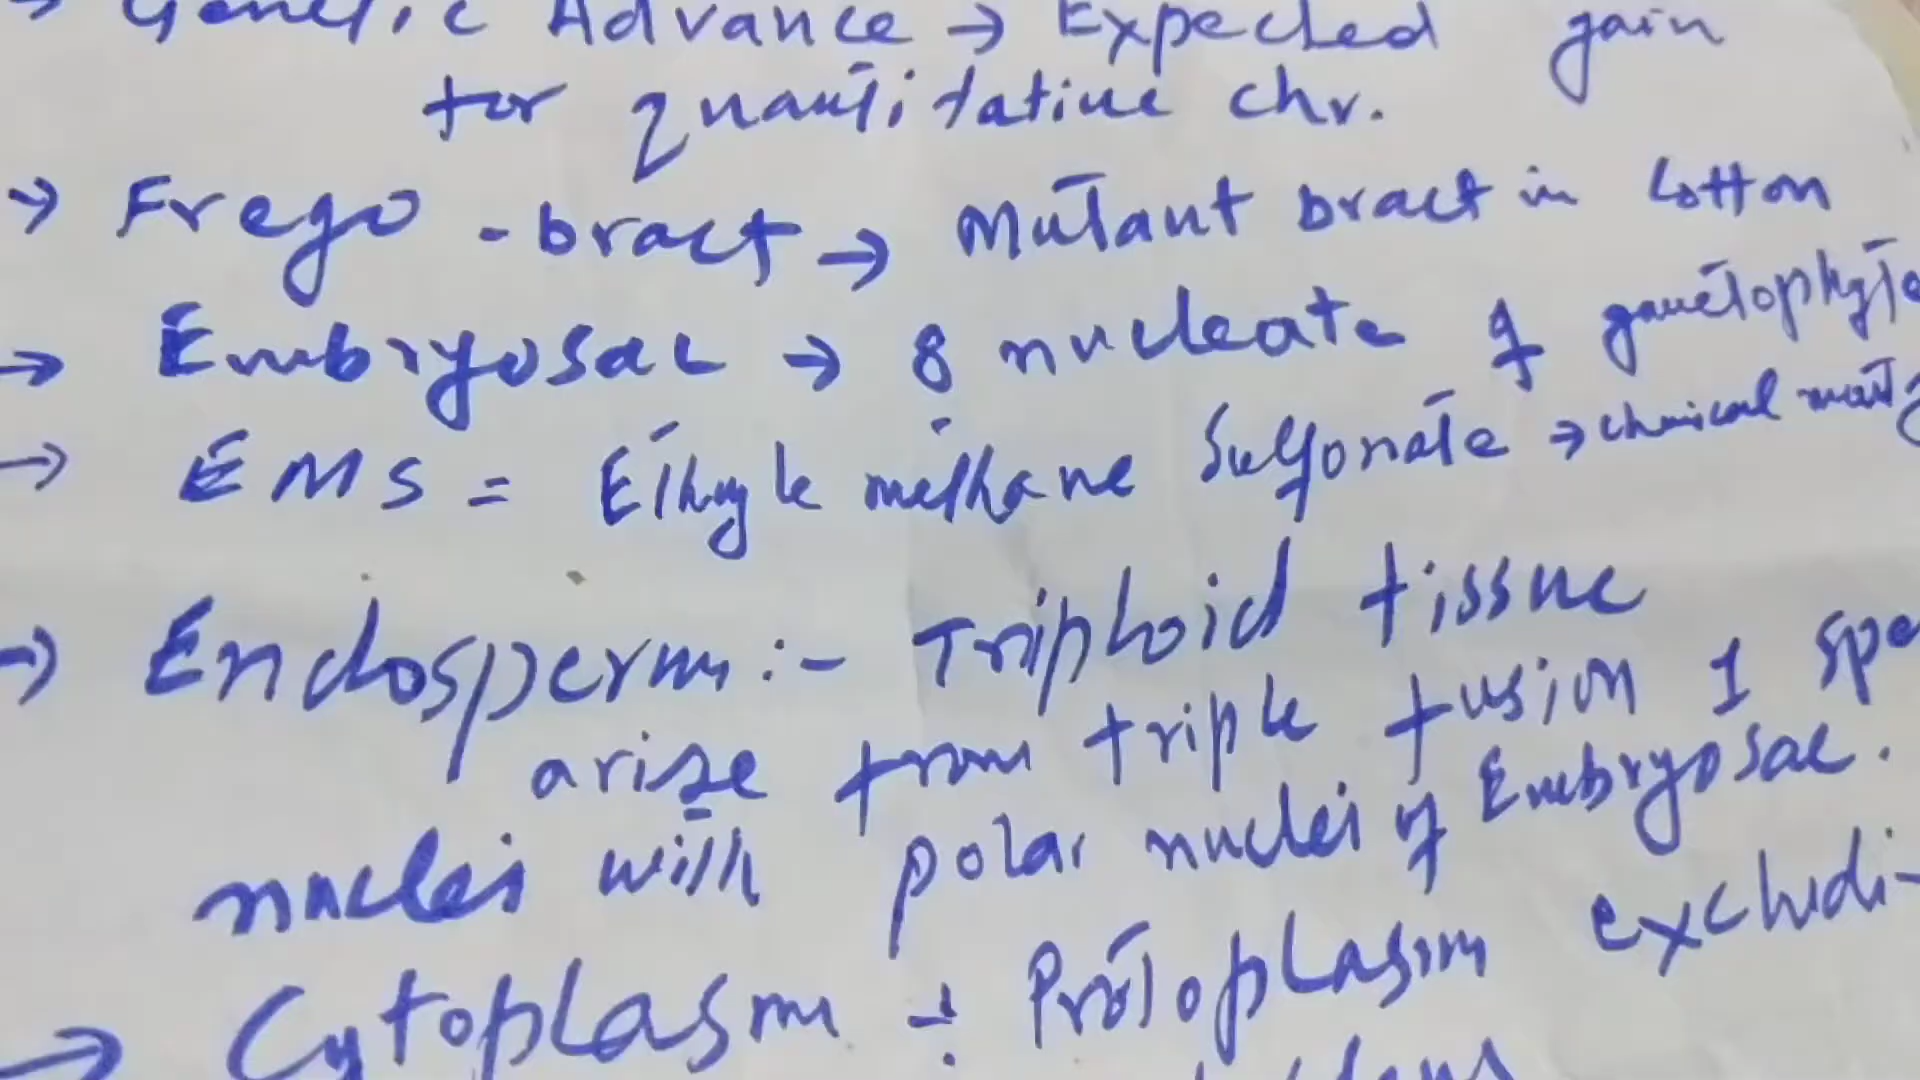 → Genetic Advance → Expected gain
for quantitative chr.
→ Frego - bract → Mutant bract in Cotton
→ Embryosac → 8 nucleate of gametophyte
→ EMS = Ethyle methane Sulfonate → chemical
→ Endosperm :- Triploid tissue
arise from triple fusion 1
nuclei with polar nuclei of Embryosac.
→ Cytoplasm ÷ Protoplasm excludi-